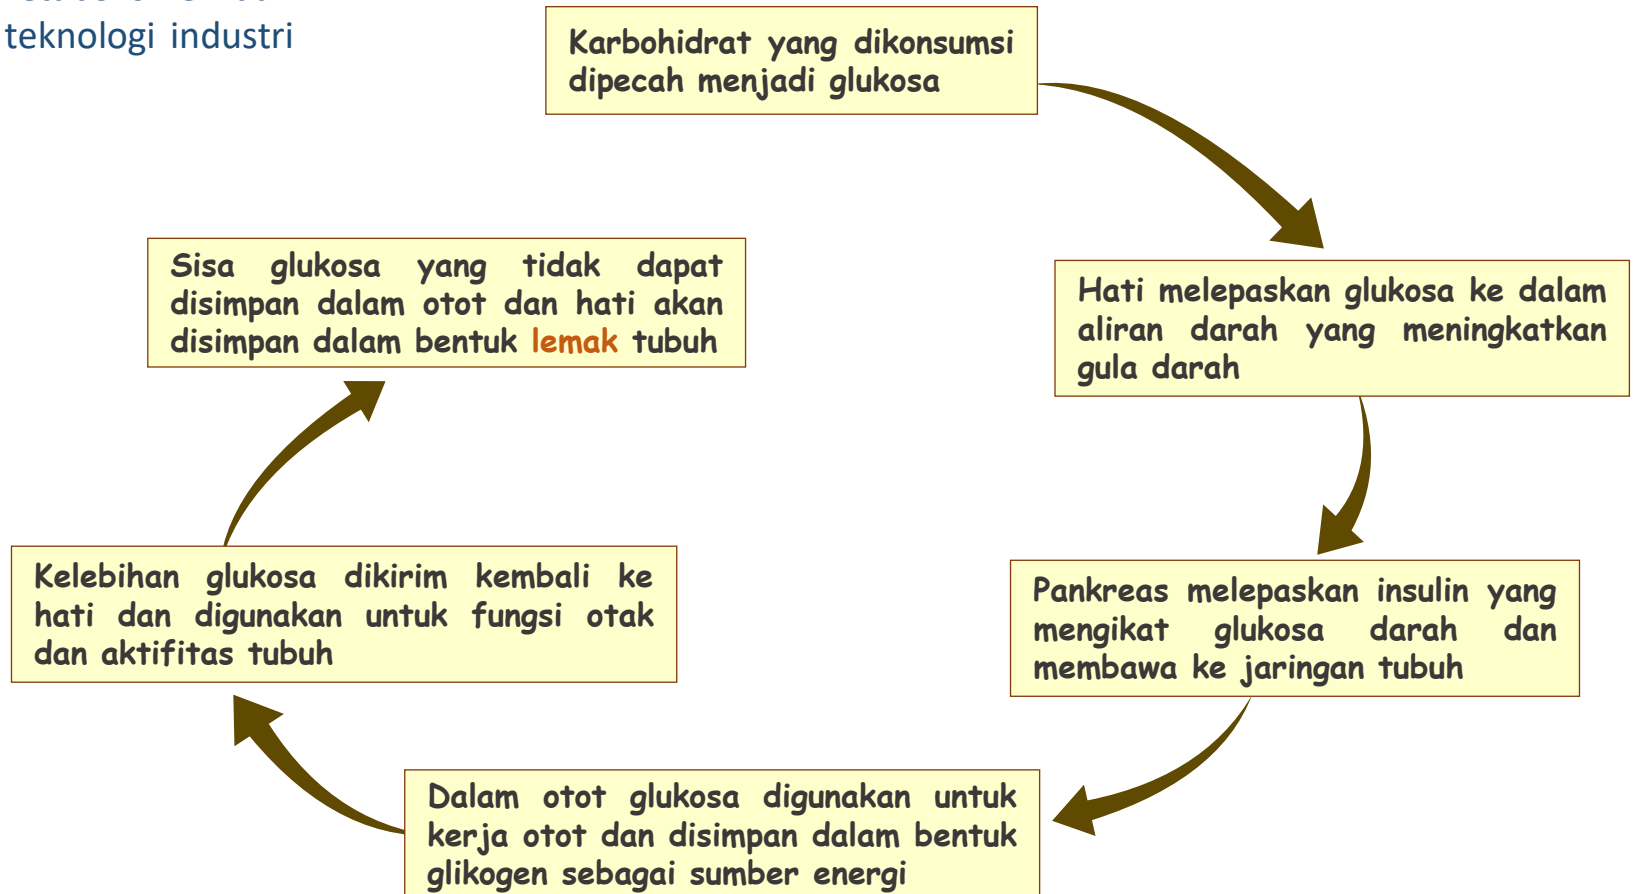 teknologi industri
Karbohidrat yang dikonsumsi
dipecah menjadi glukosa
Hati melepaskan glukosa ke dalam
aliran darah yang meningkatkan
gula darah
Pankreas melepaskan insulin yang
mengikat glukosa darah dan
membawa ke jaringan tubuh
Dalam otot glukosa digunakan untuk
kerja otot dan disimpan dalam bentuk
glikogen sebagai sumber energi
Kelebihan glukosa dikirim kembali ke
hati dan digunakan untuk fungsi otak
dan aktifitas tubuh
Sisa glukosa yang tidak dapat
disimpan dalam otot dan hati akan
disimpan dalam bentuk lemak tubuh